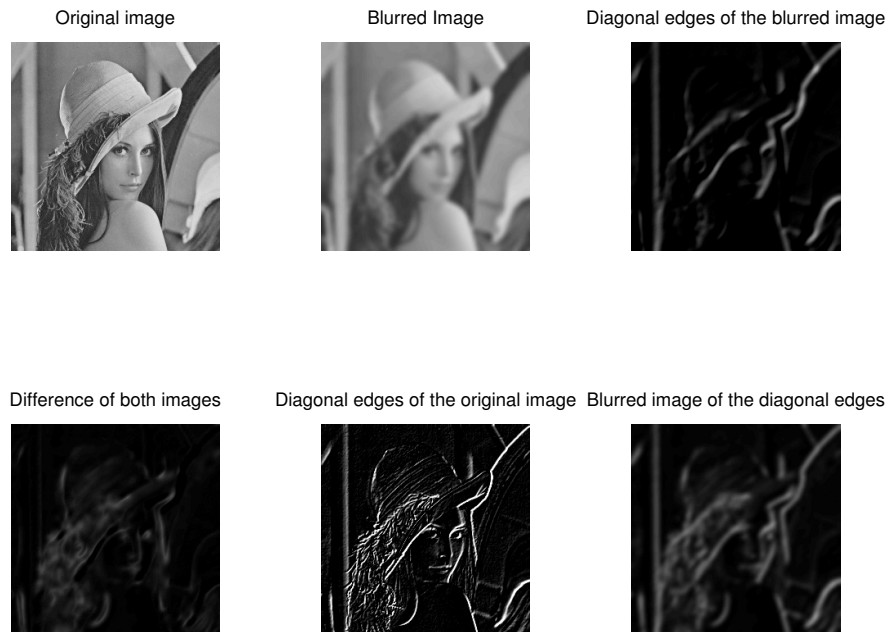 Original image
Blurred Image
Diagonal edges of the blurred image
Difference of both images
Diagonal edges of the original image
Blurred image of the diagonal edges